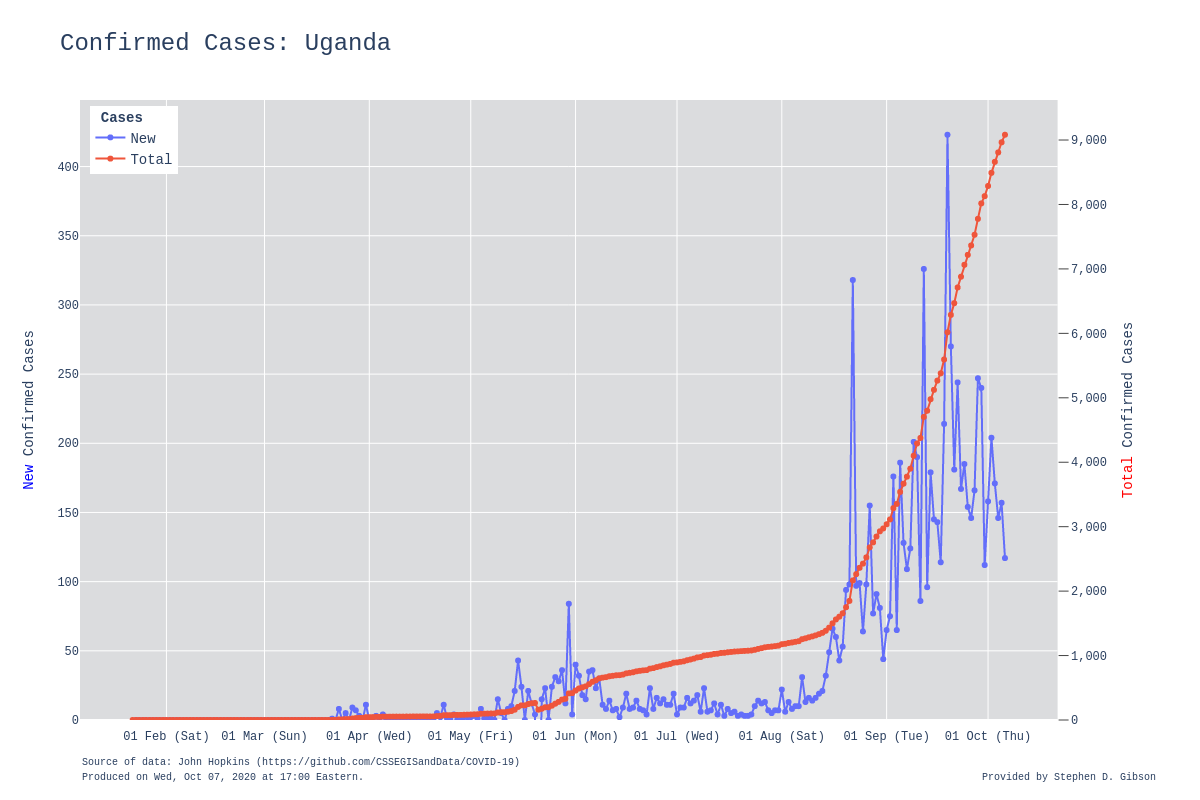 Confirmed Cases: Uganda
Cases
New
Total
400
350
300
250
200
150
100
50
0
New Confirmed Cases
9,000
8,000
7,000
6,000
5,000
4,000
3,000
2,000
1,000
0
Total Confirmed Cases
01 Feb (Sat) 01 Mar (Sun) 01 Apr (Wed) 01 May (Fri) 01 Jun (Mon) 01 Jul (Wed) 01 Aug (Sat) 01 Sep (Tue) 01 Oct (Thu)
Source of data: John Hopkins (https://github.com/CSSEGISandData/COVID-19)
Produced on Wed, Oct 07, 2020 at 17:00 Eastern.
Provided by Stephen D. Gibson